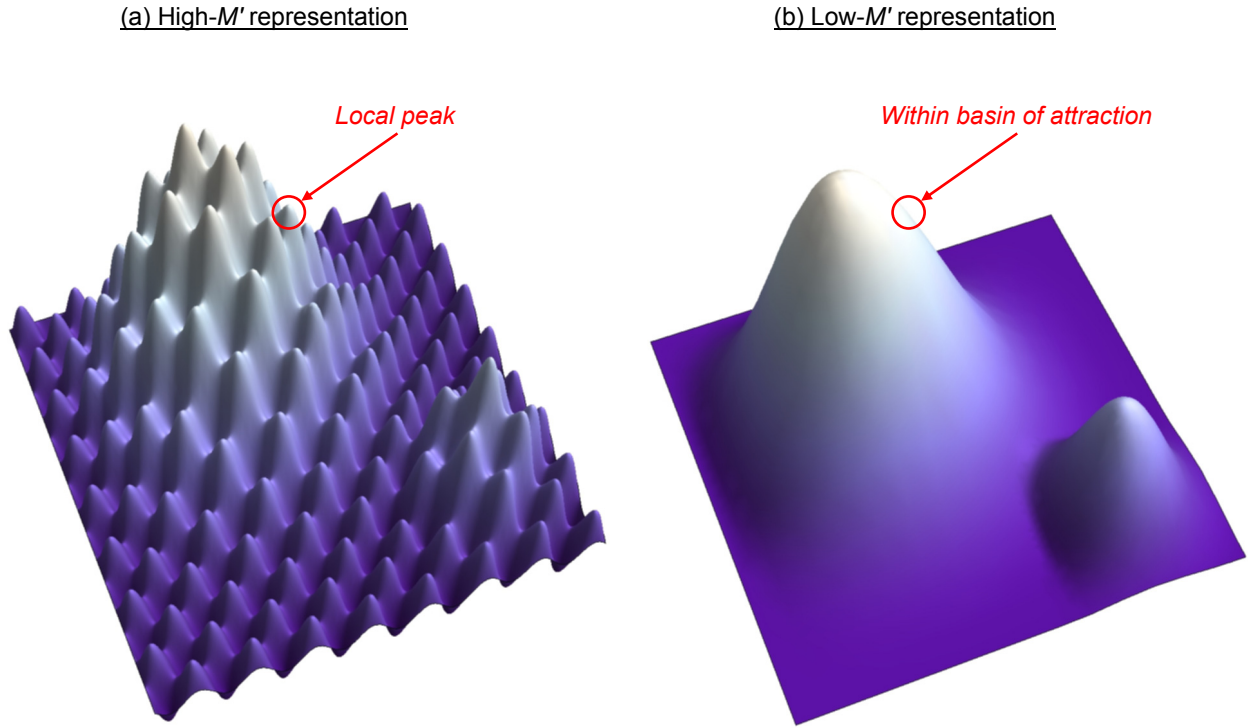 (a) High-M' representation
(b) Low-M' representation
Local peak
Within basin of attraction